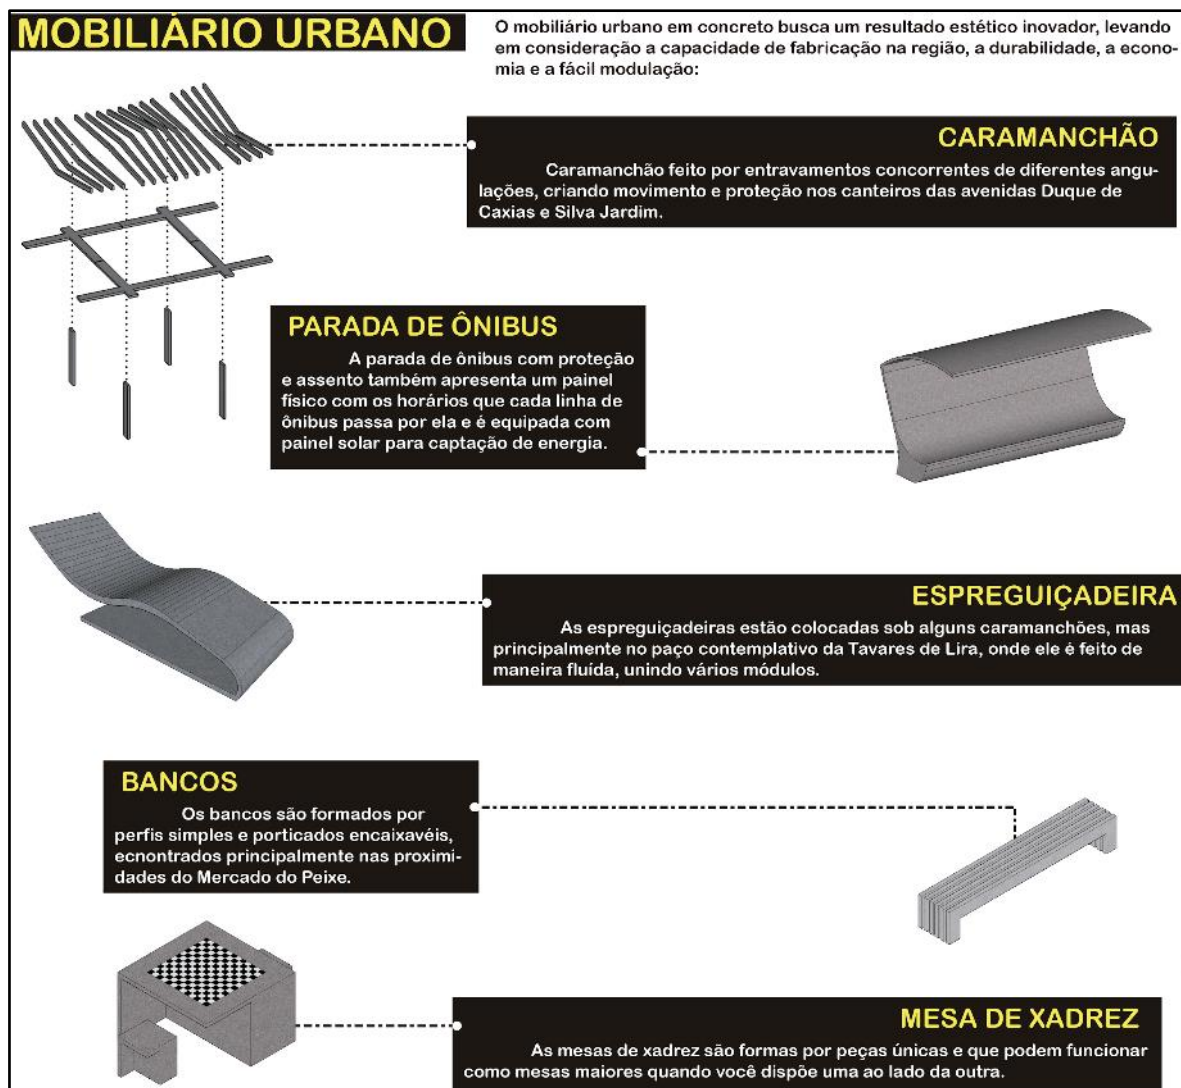 MOBILIÁRIO URBANO
O mobiliário urbano em concreto busca um resultado estético inovador, levando
em consideração a capacidade de fabricação na região, a durabilidade, a econo-
mia e a fácil modulação:
CARAMANCHÃO
Caramanchão feito por entravamentos concorrentes de diferentes angu-
lações, criando movimento e proteção nos canteiros das avenidas Duque de
Caxias e Silva Jardim.
PARADA DE ÔNIBUS
A parada de ônibus com proteção
e assento também apresenta um painel
físico com os horários que cada linha de
ônibus passa por ela e é equipada com
painel solar para captação de energia.
ESPREGUIÇADEIRA
As espreguiçadeiras estão colocadas sob alguns caramanchões, mas
principalmente no paço contemplativo da Tavares de Lira, onde ele é feito de
maneira fluída, unindo vários módulos.
BANCOS
Os bancos são formados por
perfis simples e porticados encaixavéis,
ecnontrados principalmente nas proximi-
dades do Mercado do Peixe.
MESA DE XADREZ
As mesas de xadrez são formas por peças únicas e que podem funcionar
como mesas maiores quando você dispõe uma ao lado da outra.